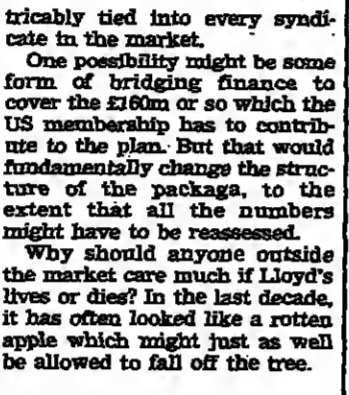 tricably tied into every syndi-
cate in the market.
One possibility might be some
form of bridging finance to
cover the £160m or so which the
US membership has to contrib-
ute to the plan. But that would
fundamentally change the struc-
ture of the packaga, to the
extent that all the numbers
might have to be reassessed.
Why should anyone outside
the market care much if Lloyd's
lives or dies? In the last decade,
it has often looked like a rotten
apple which might just as well
be allowed to fall off the tree.